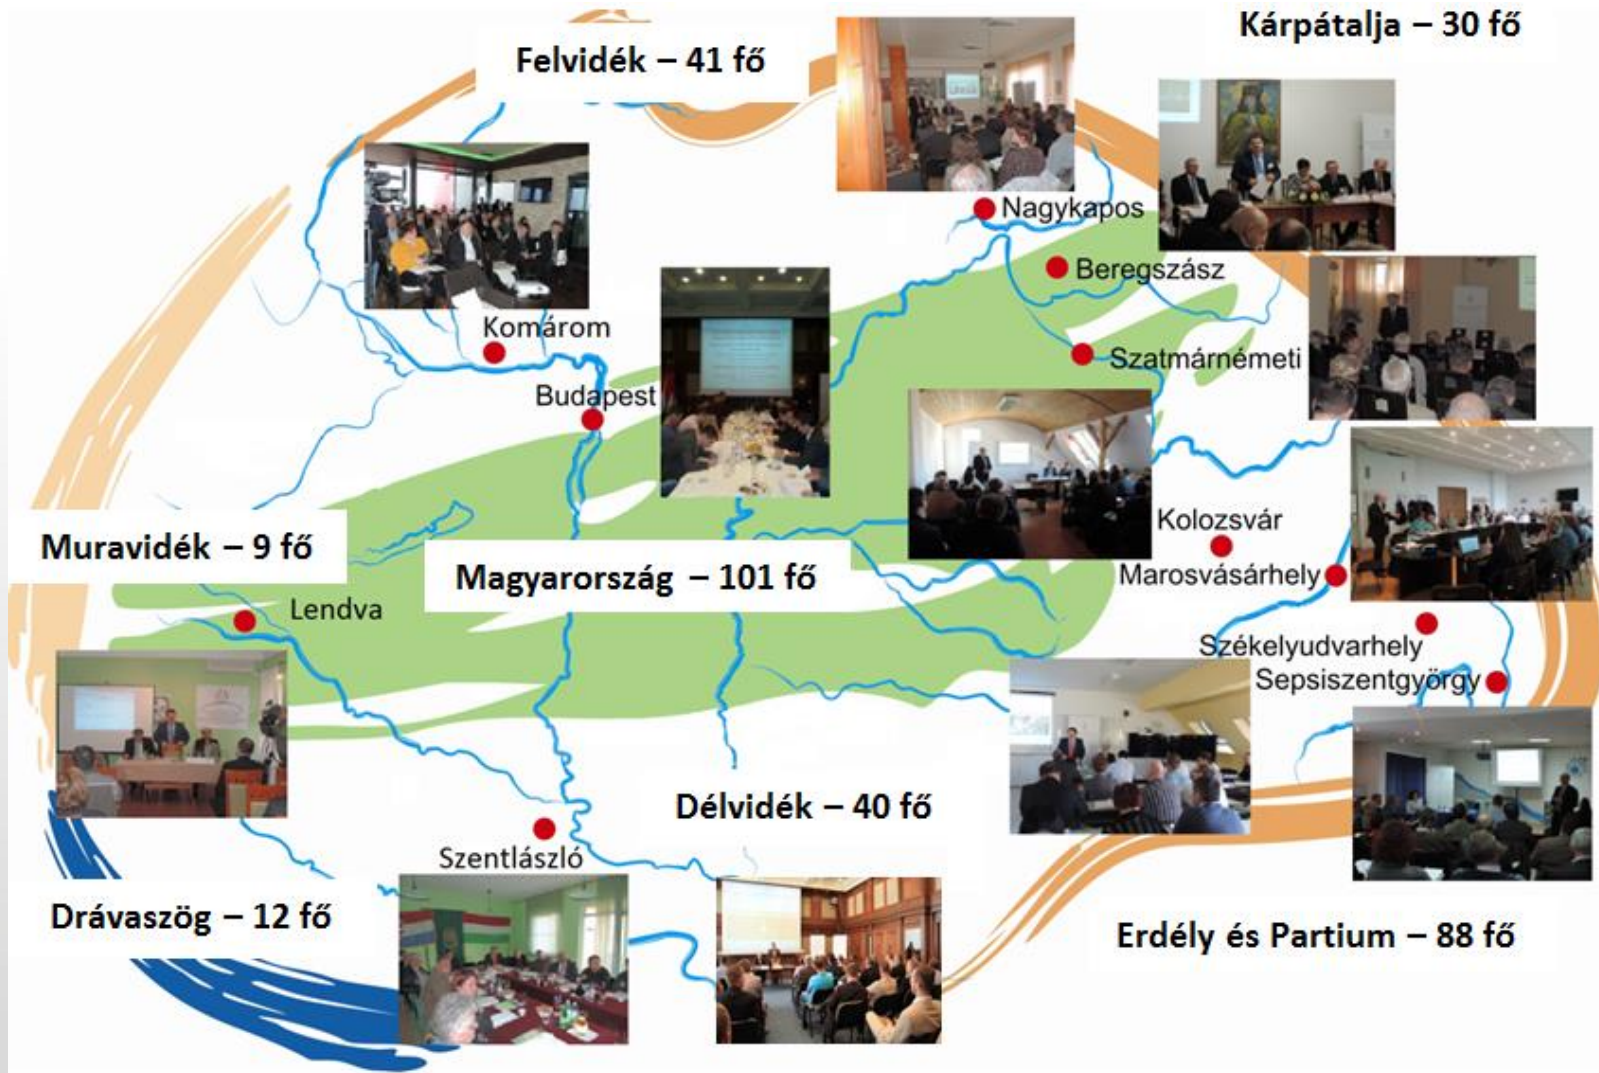 Kárpátalja – 30 fő
Felvidék – 41 fő
Nagykapos
Beregszász
Komárom
Szatmárnémeti
Budapest
Kolozsvár
Muravidék – 9 fő
Magyarország – 101 fő
Marosvásárhely
Lendva
Székelyudvarhely
Sepsiszentgyörgy
Délvidék – 40 fő
Szentlászló
Drávaszög – 12 fő
Erdély és Partium – 88 fő